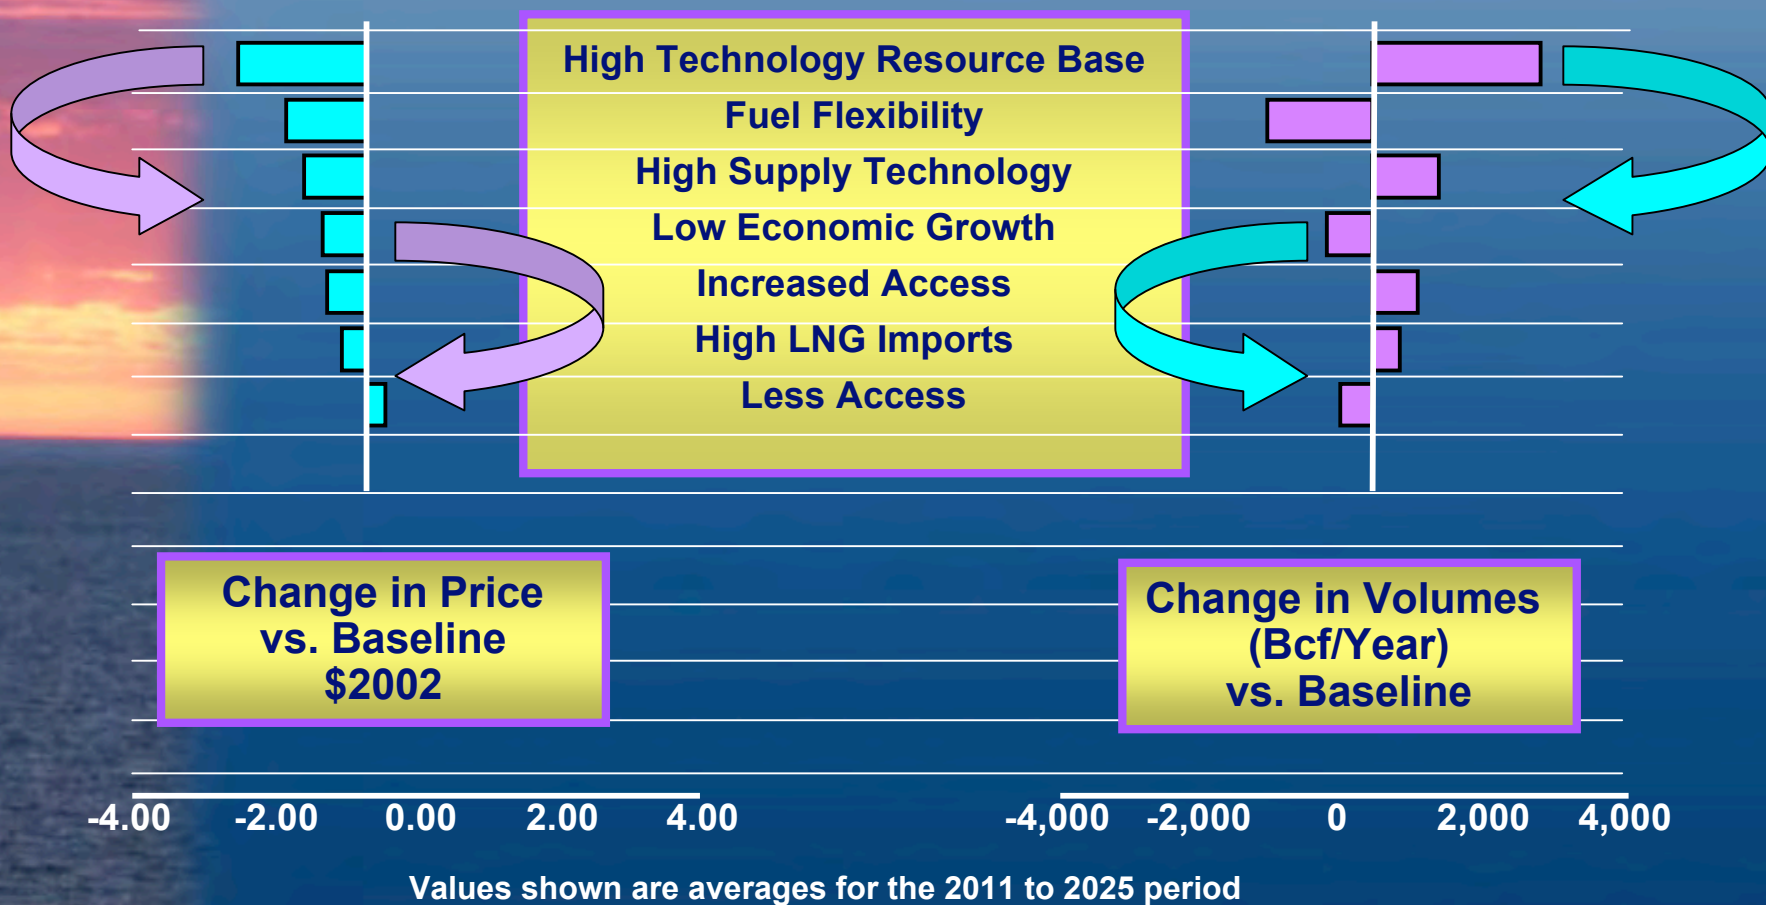 High Technology Resource Base
Fuel Flexibility
High Supply Technology
Low Economic Growth
Increased Access
High LNG Imports
Less Access
Change in Price
vs. Baseline
$2002
Change in Volumes
(Bcf/Year)
vs. Baseline
-4.00 -2.00 0.00 2.00 4.00
-4,000 -2,000 0 2,000 4,000
Values shown are averages for the 2011 to 2025 period